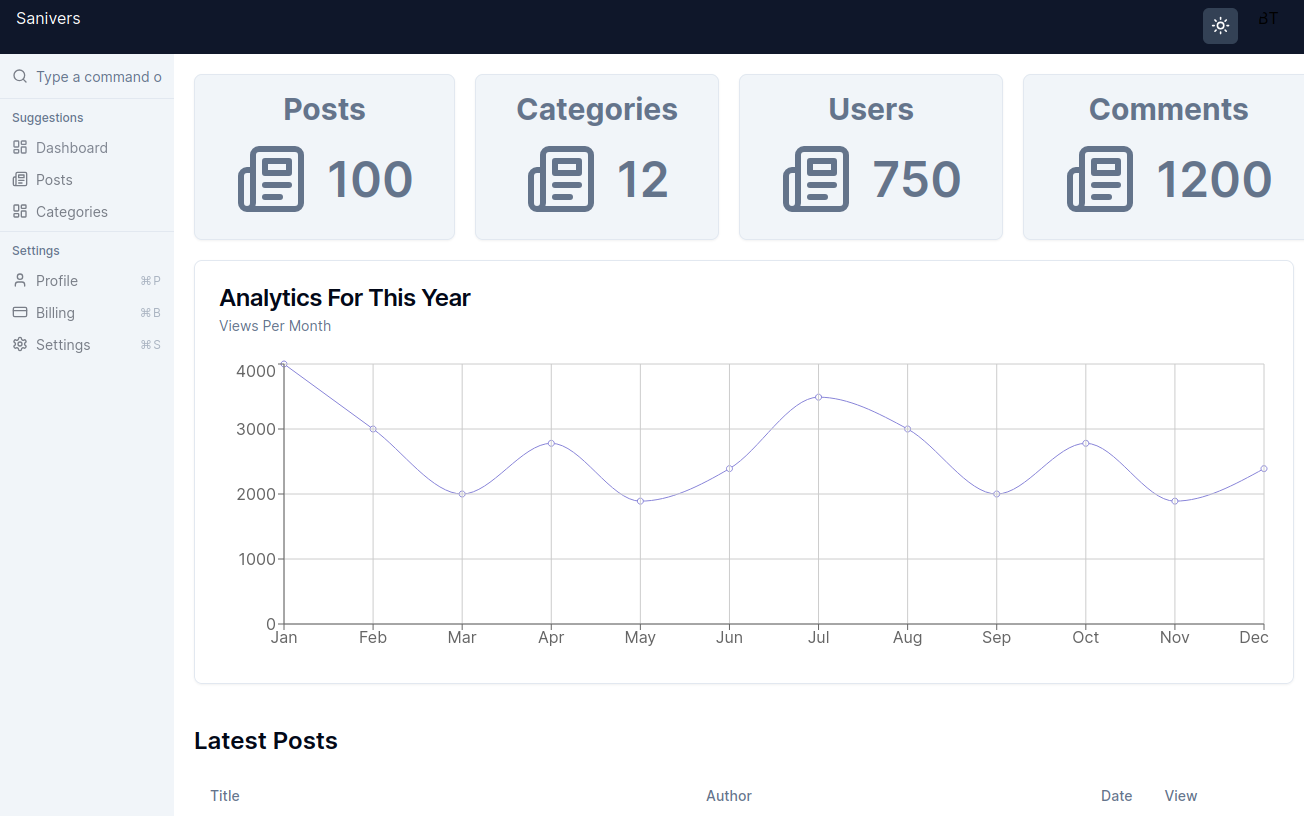 Sanivers
BT
Type a command o
Suggestions
Dashboard
Posts
Categories
Settings
Profile ⌘P
Billing ⌘B
Settings ⌘S
Posts
100
Categories
12
Users
750
Comments
1200
Analytics For This Year
Views Per Month
4000
3000
2000
1000
0
Jan Feb Mar Apr May Jun Jul Aug Sep Oct Nov Dec
Latest Posts
Title Author Date View